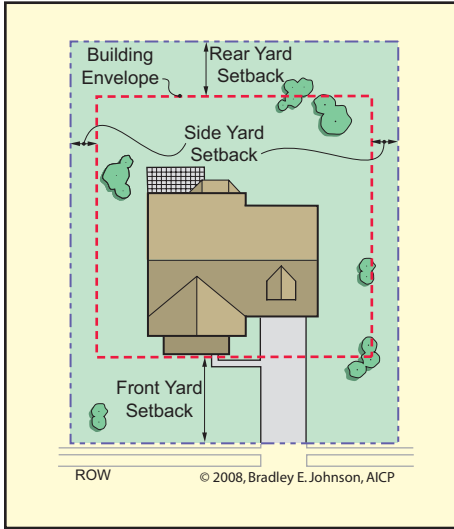 Building
Envelope
Rear Yard
Setback
Side Yard
Setback
Front Yard
Setback
ROW
© 2008, Bradley E. Johnson, AICP